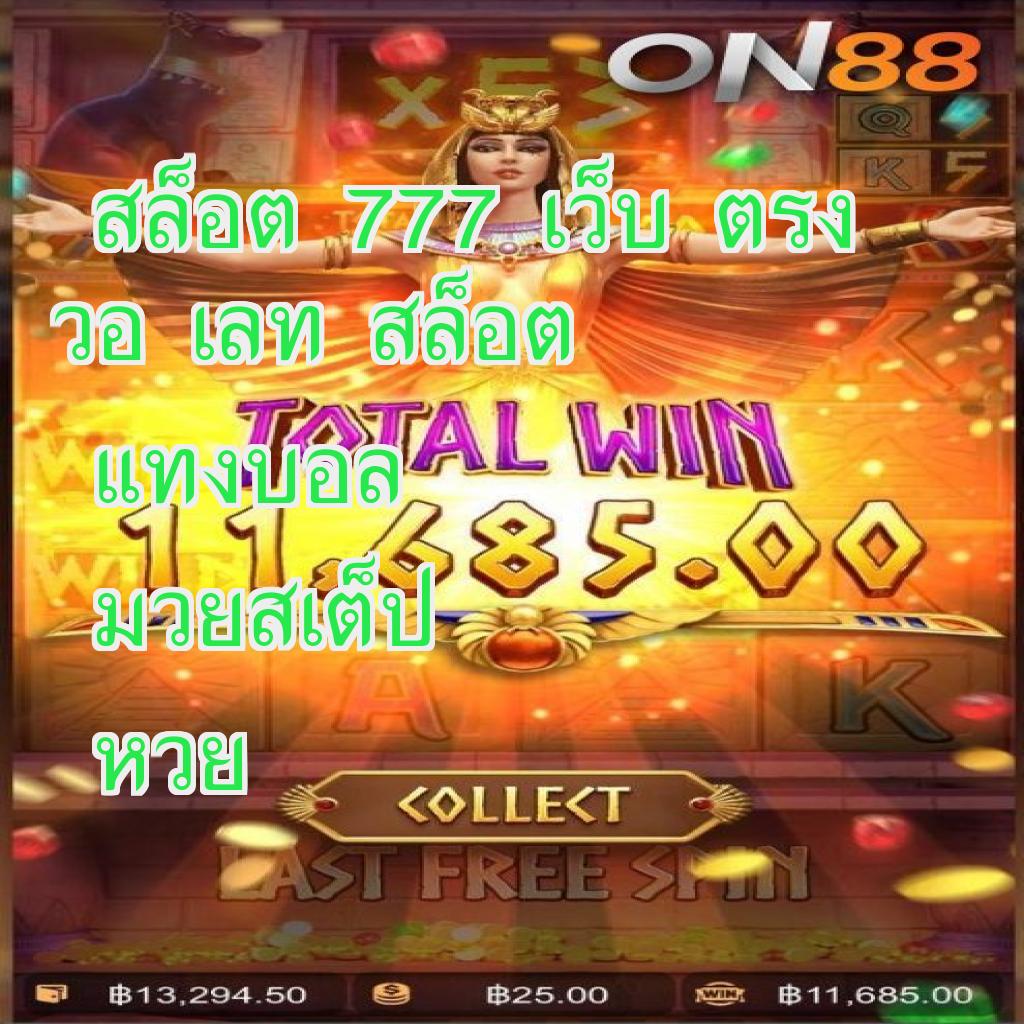 ON88
x53
Q
K
สล็อต 777 เว็บ ตรง
วอ เลท สล็อต
TOTAL WIN
แทงบอล
11,685.00
มวยสเต็ป
A K
หวย
COLLECT
LAST FREE SPIN
฿13,294.50 ฿25.00 WIN ฿11,685.00